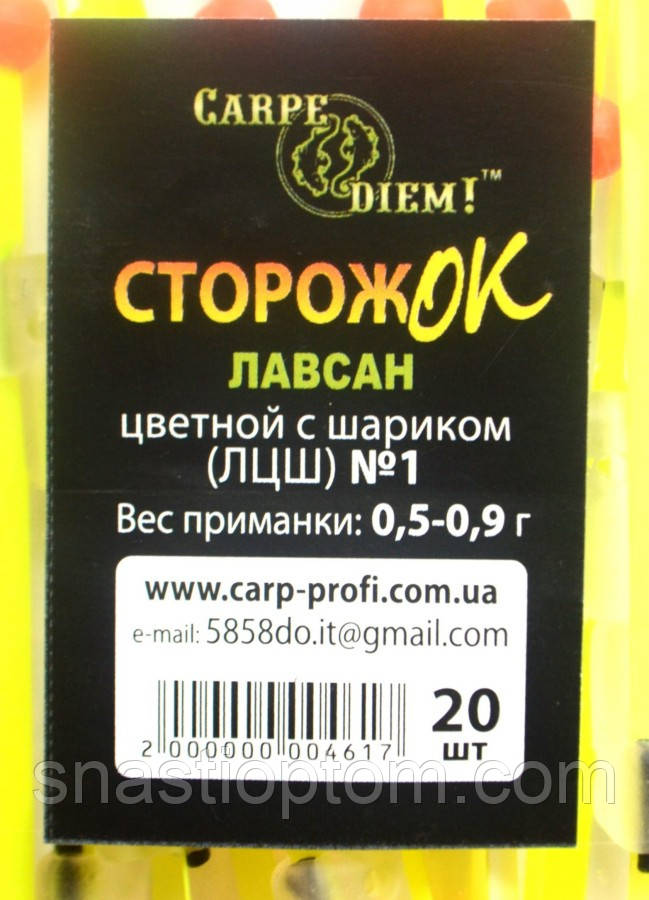 CARPE
DIEM!™
СТОРОЖОК
ЛАВСАН
цветной с шариком
(ЛЦШ) №1
Вес приманки: 0,5-0,9 г
www.carp-profi.com.ua
e-mail: 5858do.it@gmail.com
20
шт
2 000000 004617
snastioptom.com.ua